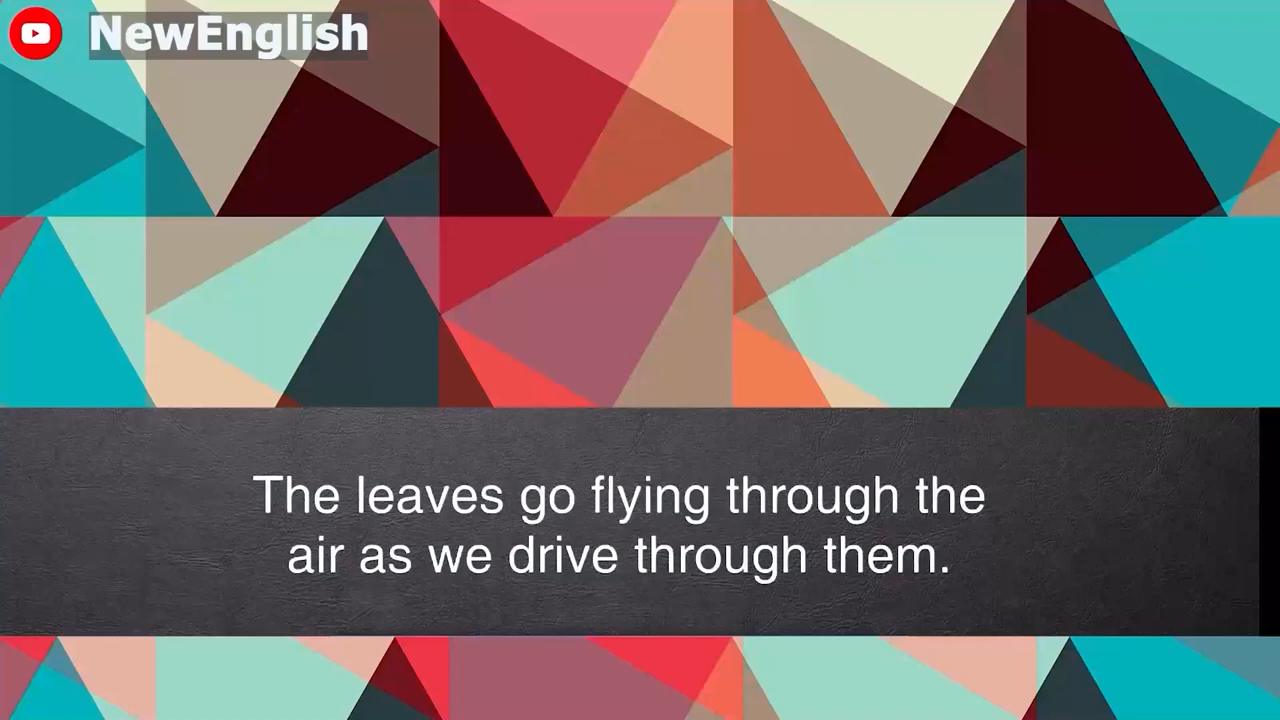 NewEnglish
The leaves go flying through the
air as we drive through them.